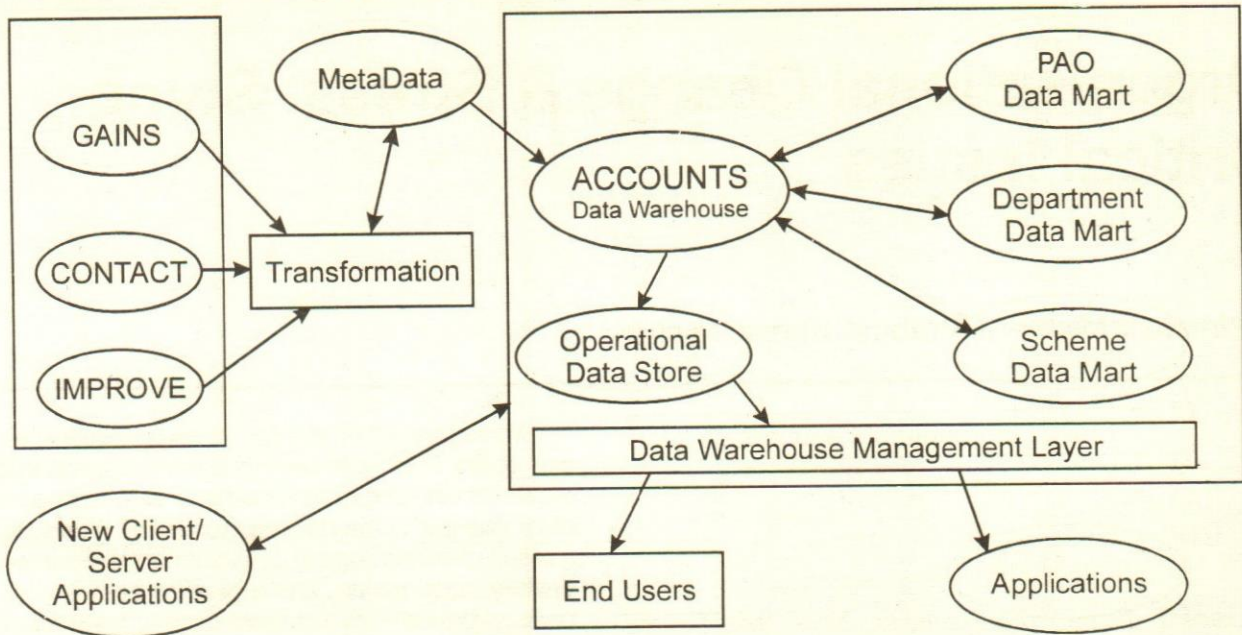 GAINS
CONTACT
IMPROVE
MetaData
Transformation
New Client/
Server
Applications
ACCOUNTS
Data Warehouse
Operational
Data Store
PAO
Data Mart
Department
Data Mart
Scheme
Data Mart
Data Warehouse Management Layer
End Users
Applications